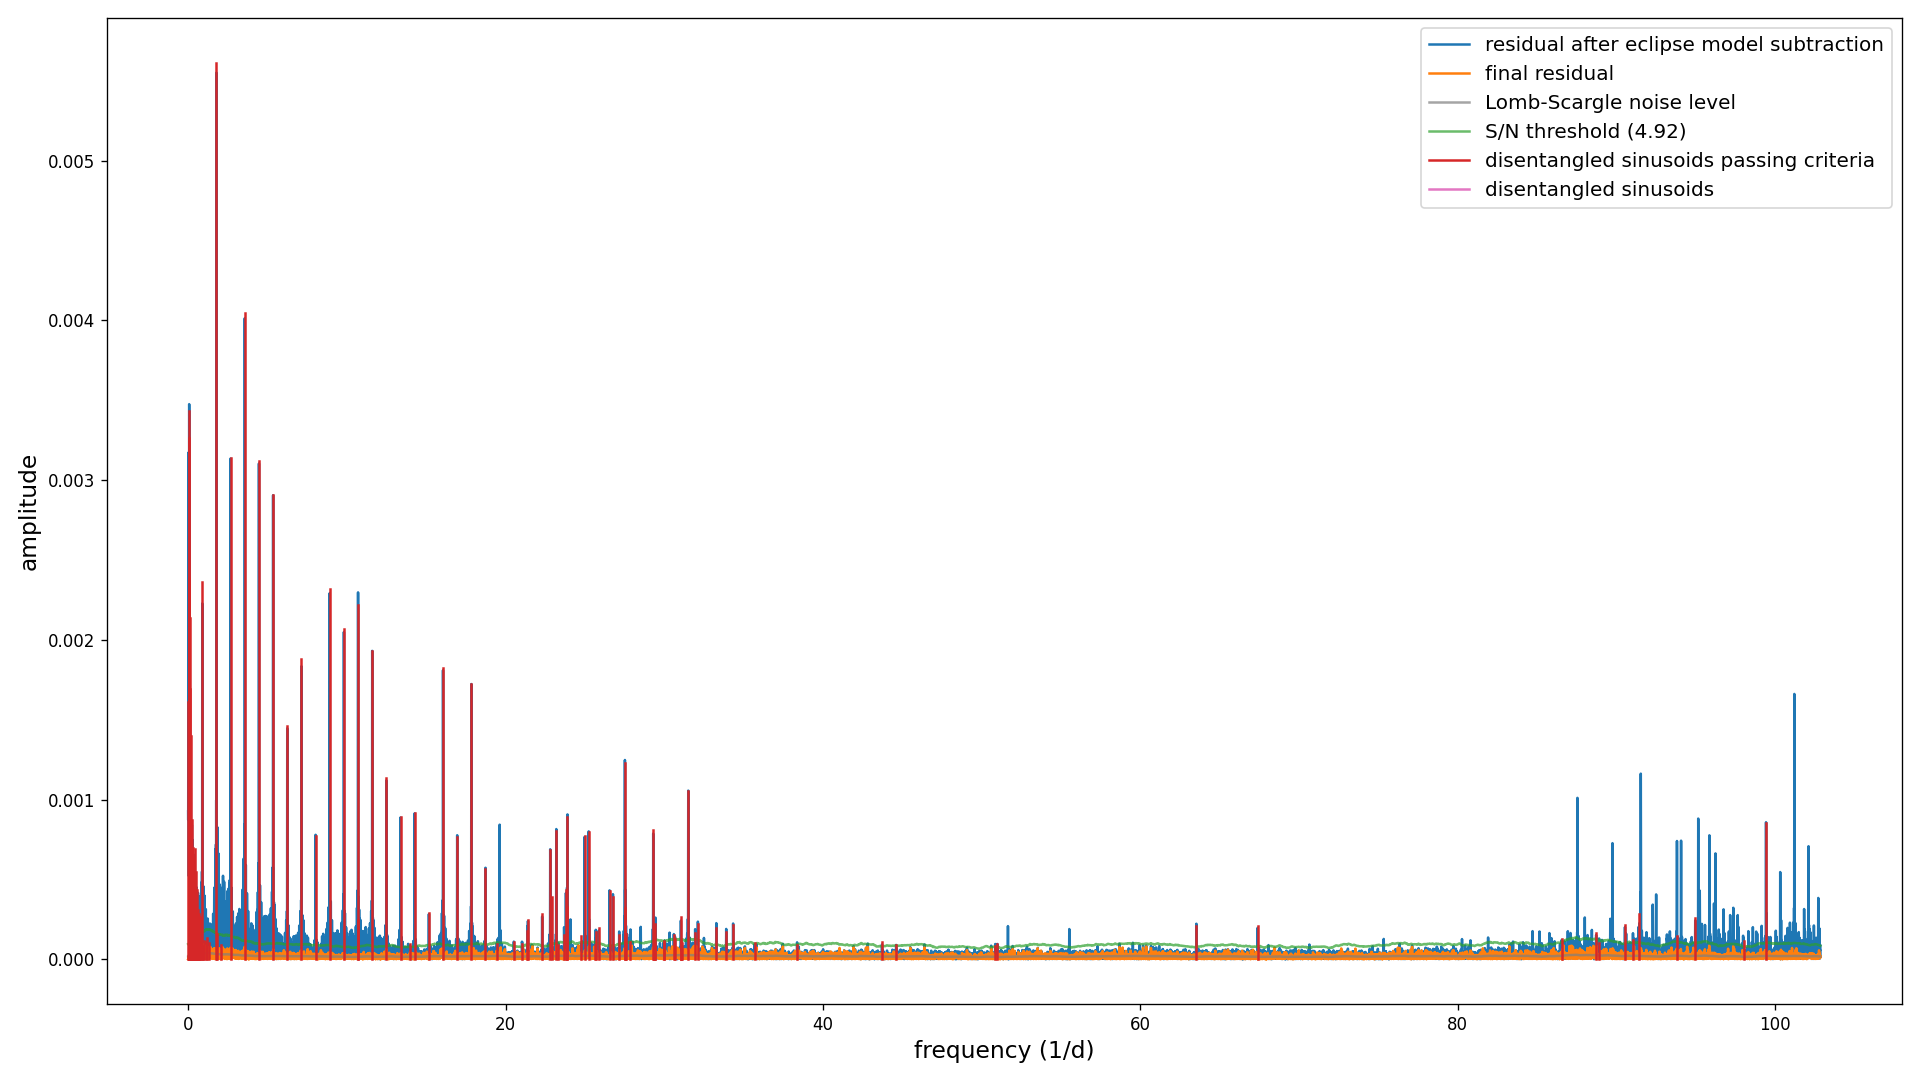 residual after eclipse model subtraction
final residual
Lomb-Scargle noise level
S/N threshold (4.92)
disentangled sinusoids passing criteria
disentangled sinusoids
0.005
0.004
0.003
0.002
0.001
0.000
amplitude
0 20 40 60 80 100
frequency (1/d)